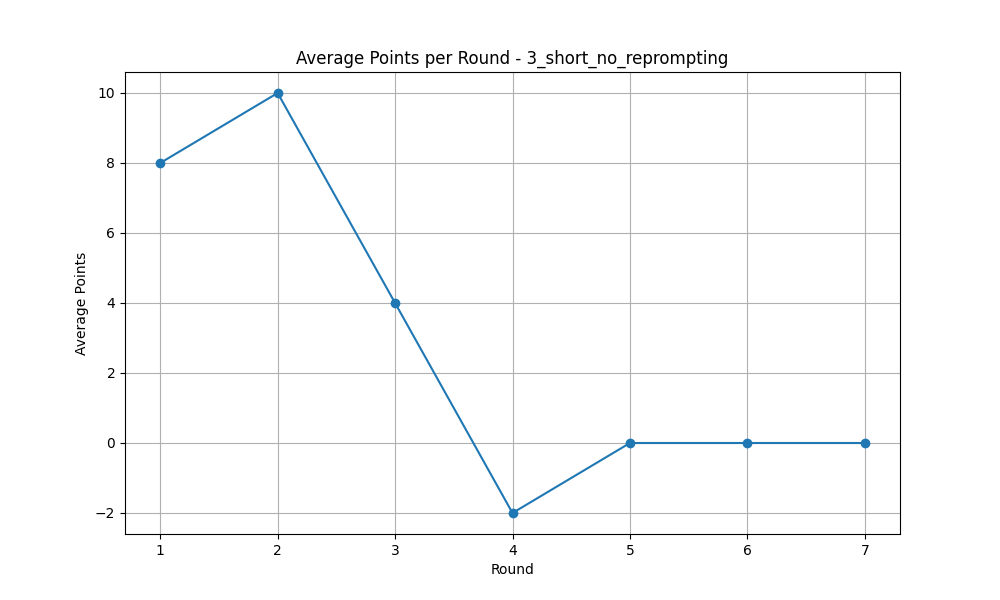 Average Points per Round - 3_short_no_reprompting
Average Points
10
8
6
4
2
0
−2
1 2 3 4 5 6 7
Round